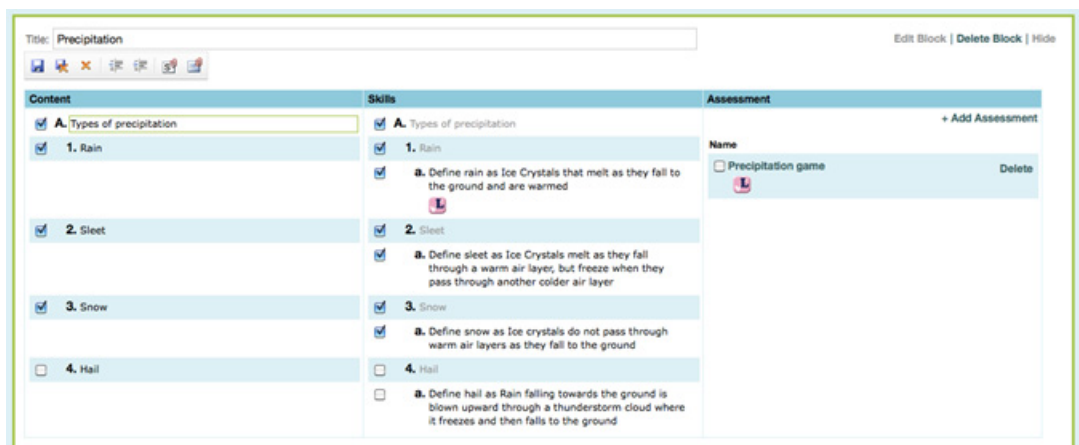 Title: Precipitation
Edit Block | Delete Block | Hide
Content
Skills
Assessment
A. Types of precipitation
A. Types of precipitation
+ Add Assessment
1. Rain
1. Rain
Name
a. Define rain as Ice Crystals that melt as they fall to
the ground and are warmed
L
Precipitation game
Delete
L
2. Sleet
2. Sleet
a. Define sleet as Ice Crystals melt as they fall
through a warm air layer, but freeze when they
pass through another colder air layer
3. Snow
3. Snow
a. Define snow as Ice crystals do not pass through
warm air layers as they fall to the ground
4. Hail
4. Hail
a. Define hail as Rain falling towards the ground is
blown upward through a thunderstorm cloud where
it freezes and then falls to the ground